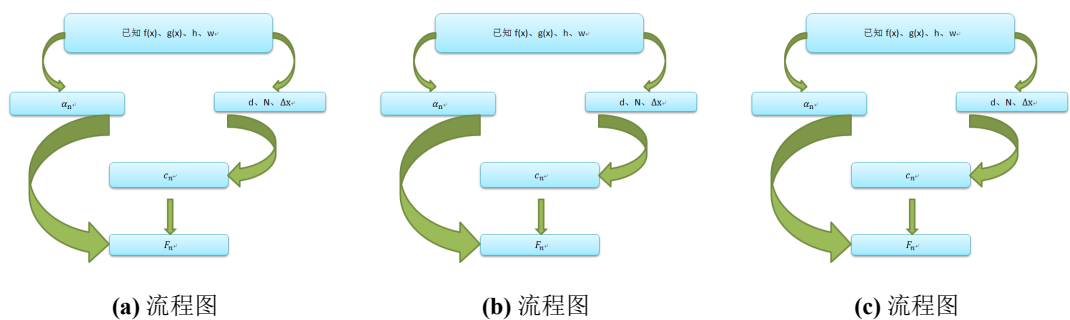 已知 f(x)、g(x)、h、w
αn
d、N、Δx
cn
Fn
(a) 流程图
已知 f(x)、g(x)、h、w
αn
d、N、Δx
cn
Fn
(b) 流程图
已知 f(x)、g(x)、h、w
αn
d、N、Δx
cn
Fn
(c) 流程图